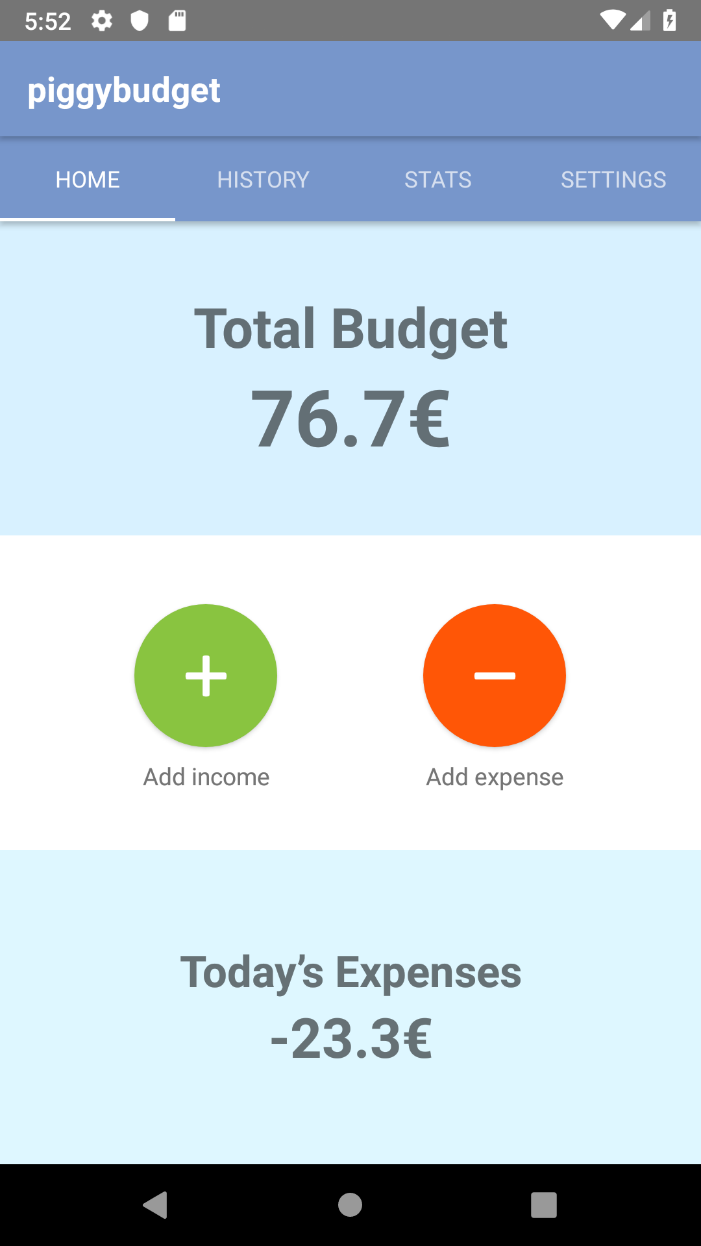 5:52
piggybudget
HOME HISTORY STATS SETTINGS
Total Budget
76.7€
Add income Add expense
Today’s Expenses
-23.3€